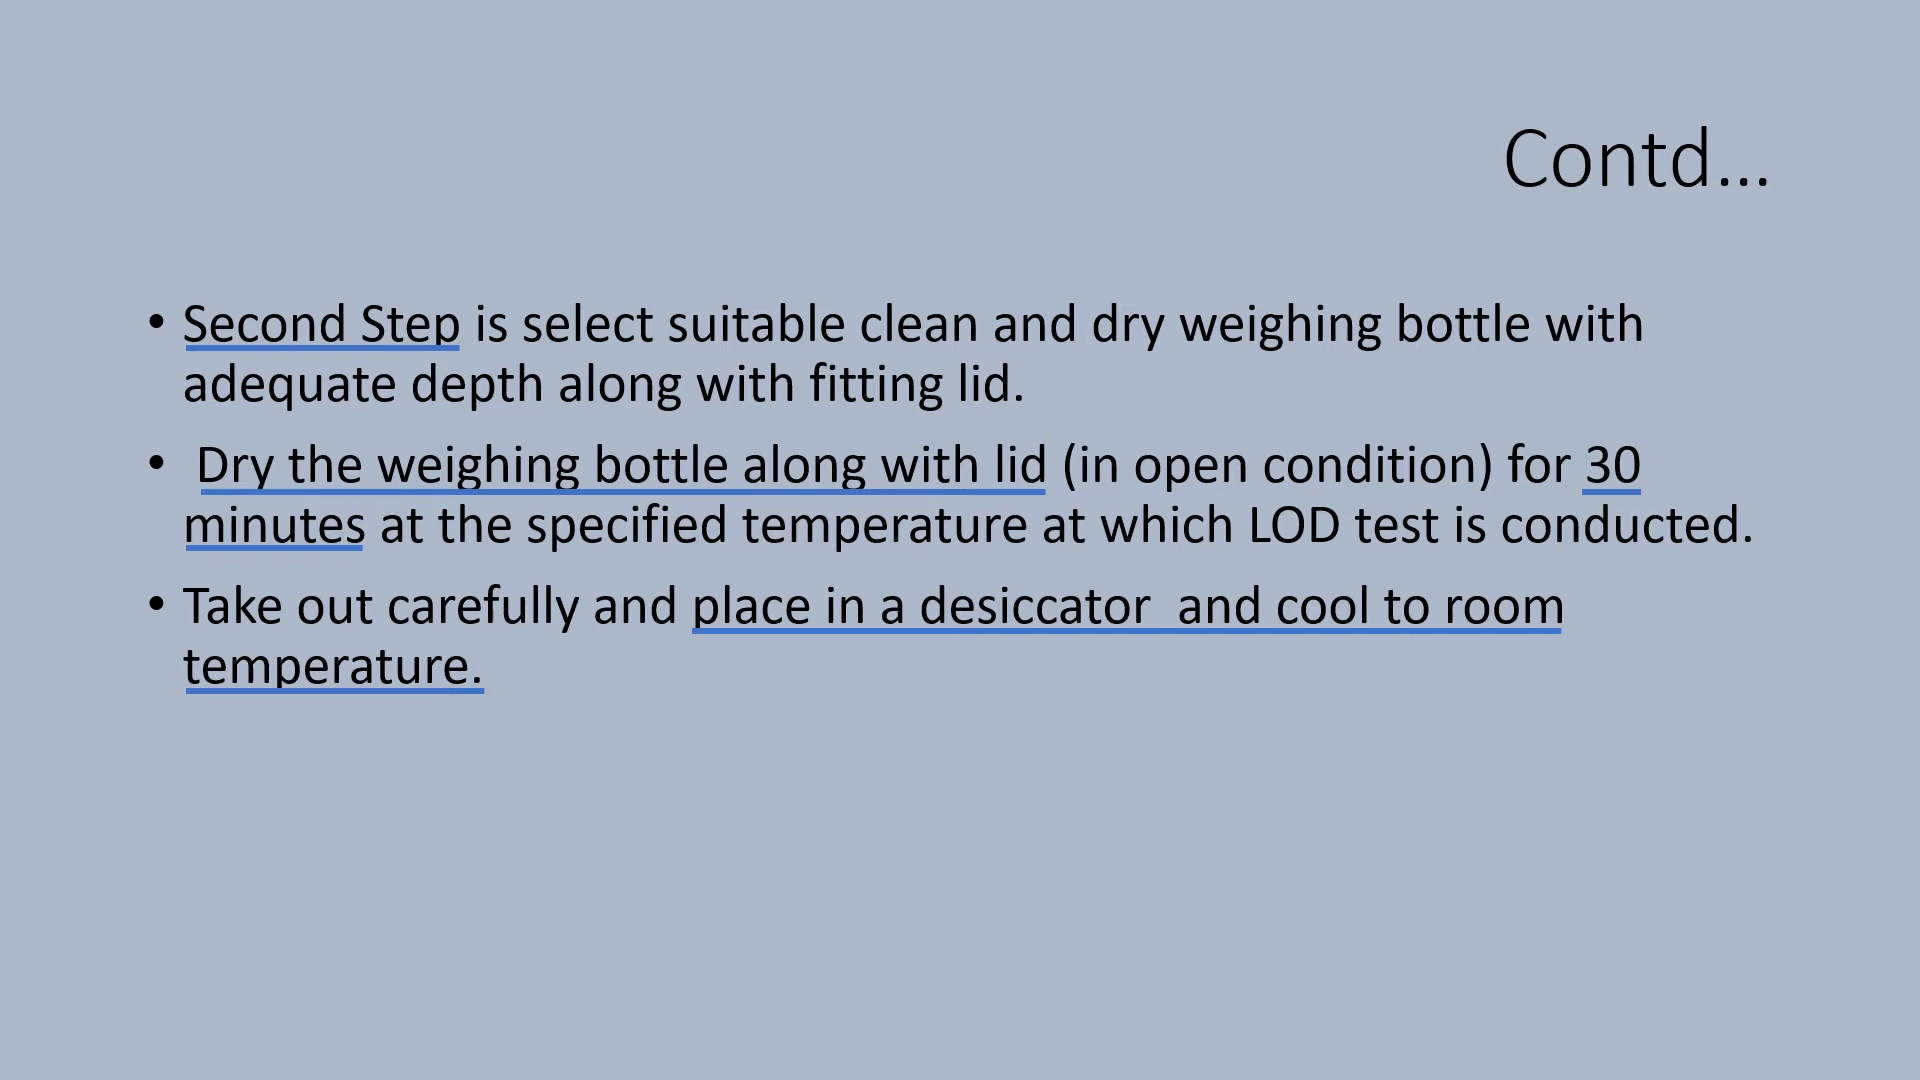 Contd…
• Second Step is select suitable clean and dry weighing bottle with
adequate depth along with fitting lid.
• Dry the weighing bottle along with lid (in open condition) for 30
minutes at the specified temperature at which LOD test is conducted.
• Take out carefully and place in a desiccator  and cool to room
temperature.